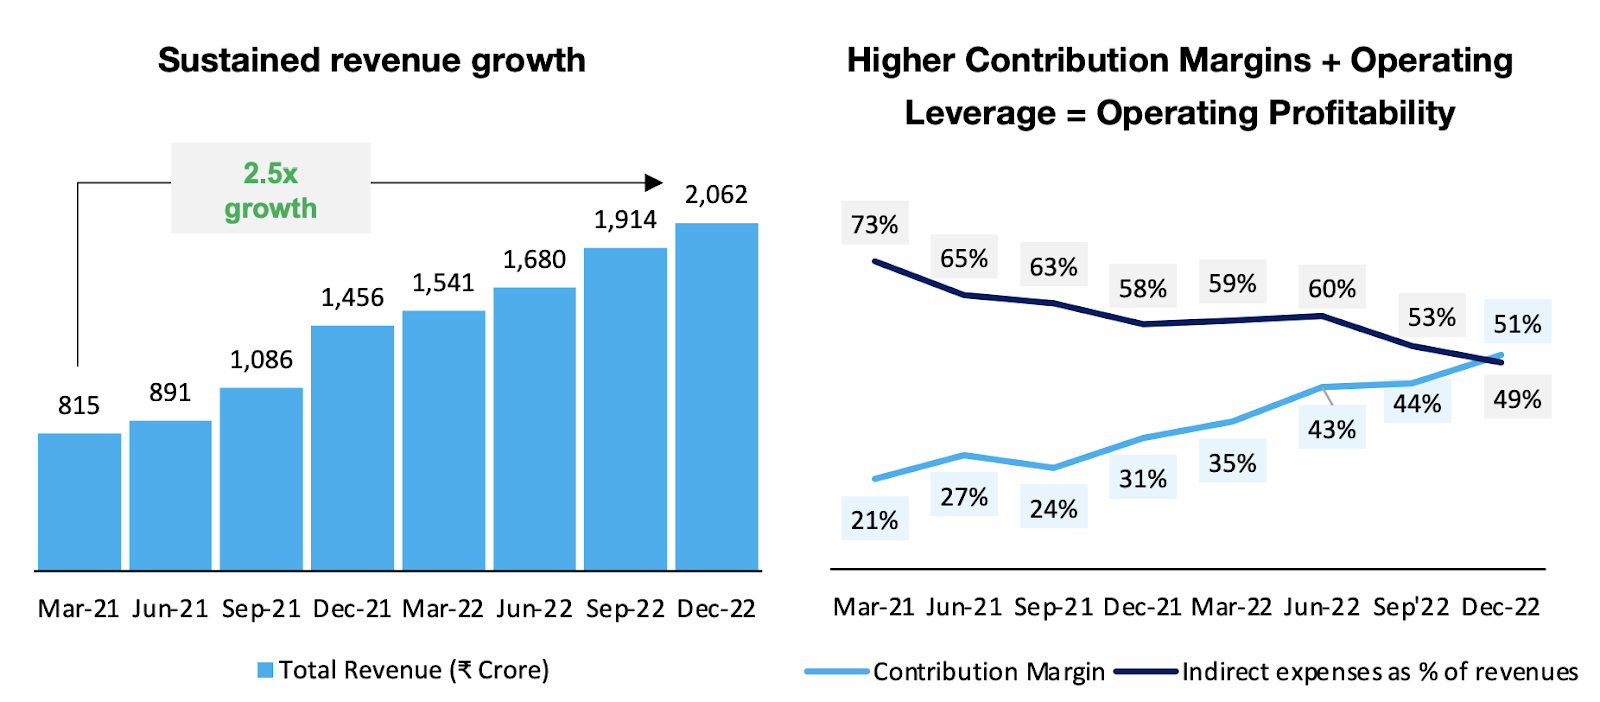 Sustained revenue growth
2.5x
growth
815
891
1,086
1,456
1,541
1,680
1,914
2,062
Mar-21 Jun-21 Sep-21 Dec-21 Mar-22 Jun-22 Sep-22 Dec-22
Total Revenue (₹ Crore)
Higher Contribution Margins + Operating
Leverage = Operating Profitability
73%
65%
63%
58%
59%
60%
53%
49%
21%
27%
24%
31%
35%
43%
44%
51%
Mar-21 Jun-21 Sep-21 Dec-21 Mar-22 Jun-22 Sep'22 Dec-22
Contribution Margin
Indirect expenses as % of revenues